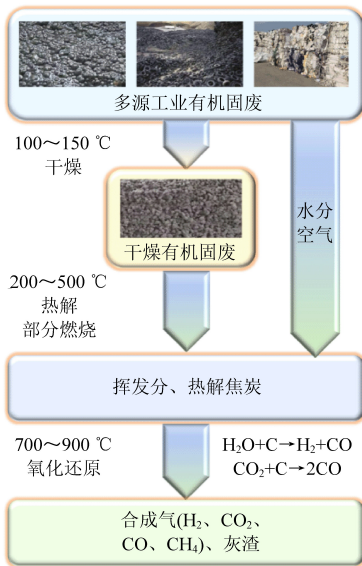 多源工业有机固废
100～150 ℃
干燥
水分
空气
干燥有机固废
200～500 ℃
热解
部分燃烧
挥发分、热解焦炭
700～900 ℃
氧化还原
H₂O+C→H₂+CO
CO₂+C→2CO
合成气(H₂、CO₂、
CO、CH₄)、灰渣